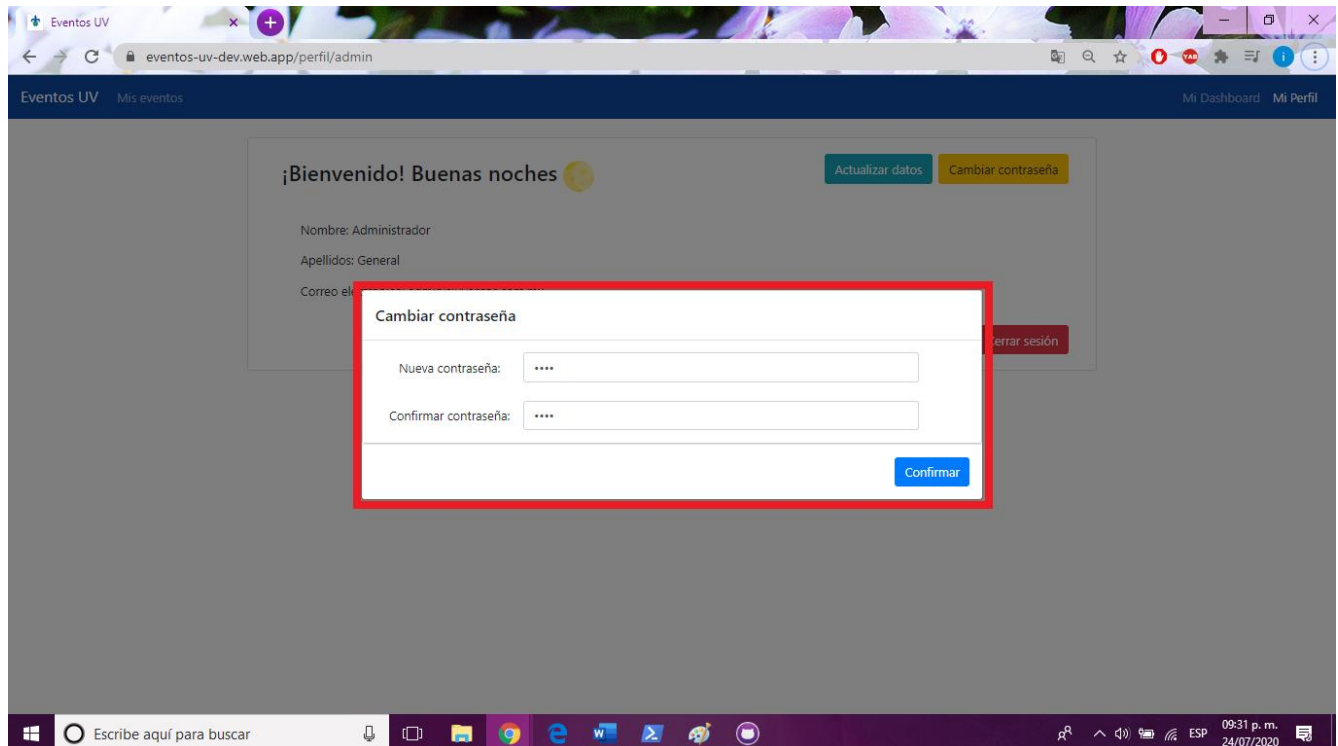 Eventos UV
eventos-uv-dev.web.app/perfil/admin
Eventos UV Mis eventos Mi Dashboard Mi Perfil
¡Bienvenido! Buenas noches Actualizar datos Cambiar contraseña
Nombre: Administrador
Apellidos: General
Correo
Cambiar contraseña
Nueva contraseña: ••••
Confirmar contraseña: ••••
Confirmar
errar sesión
Escribe aquí para buscar
ESP
09:31 p. m.
24/07/2020